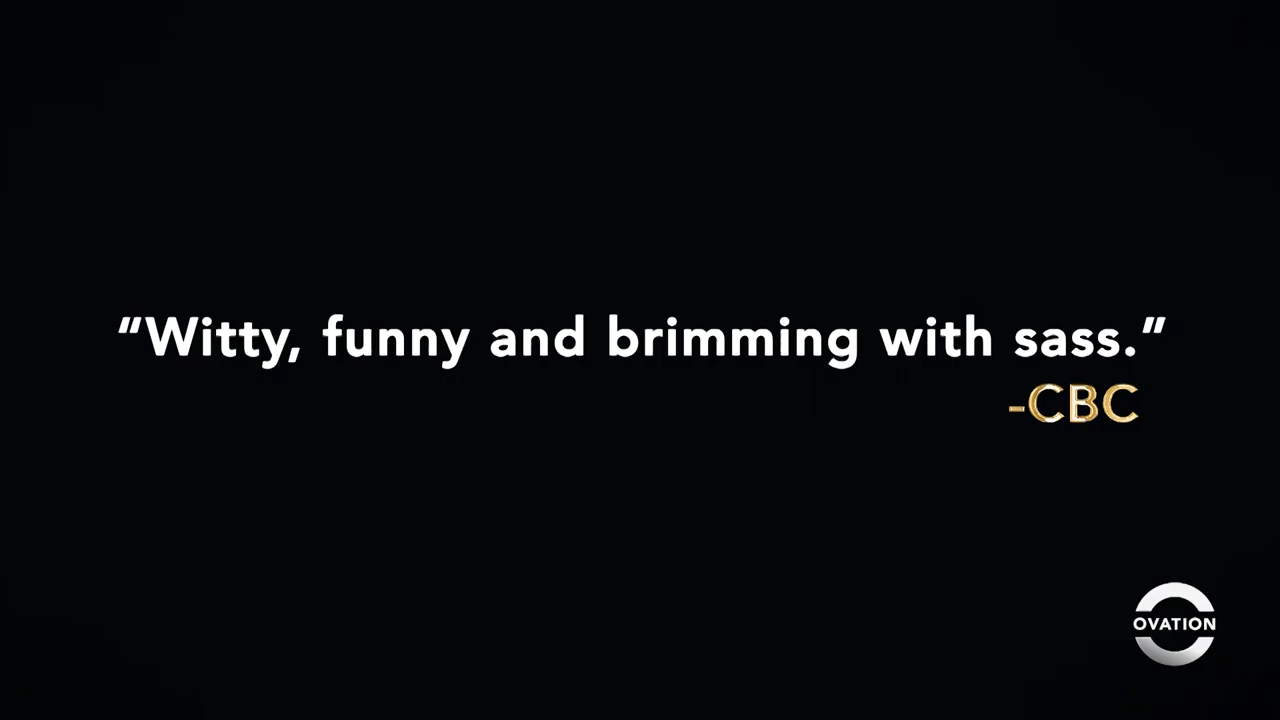 “Witty, funny and brimming with sass.”
-CBC
OVATION